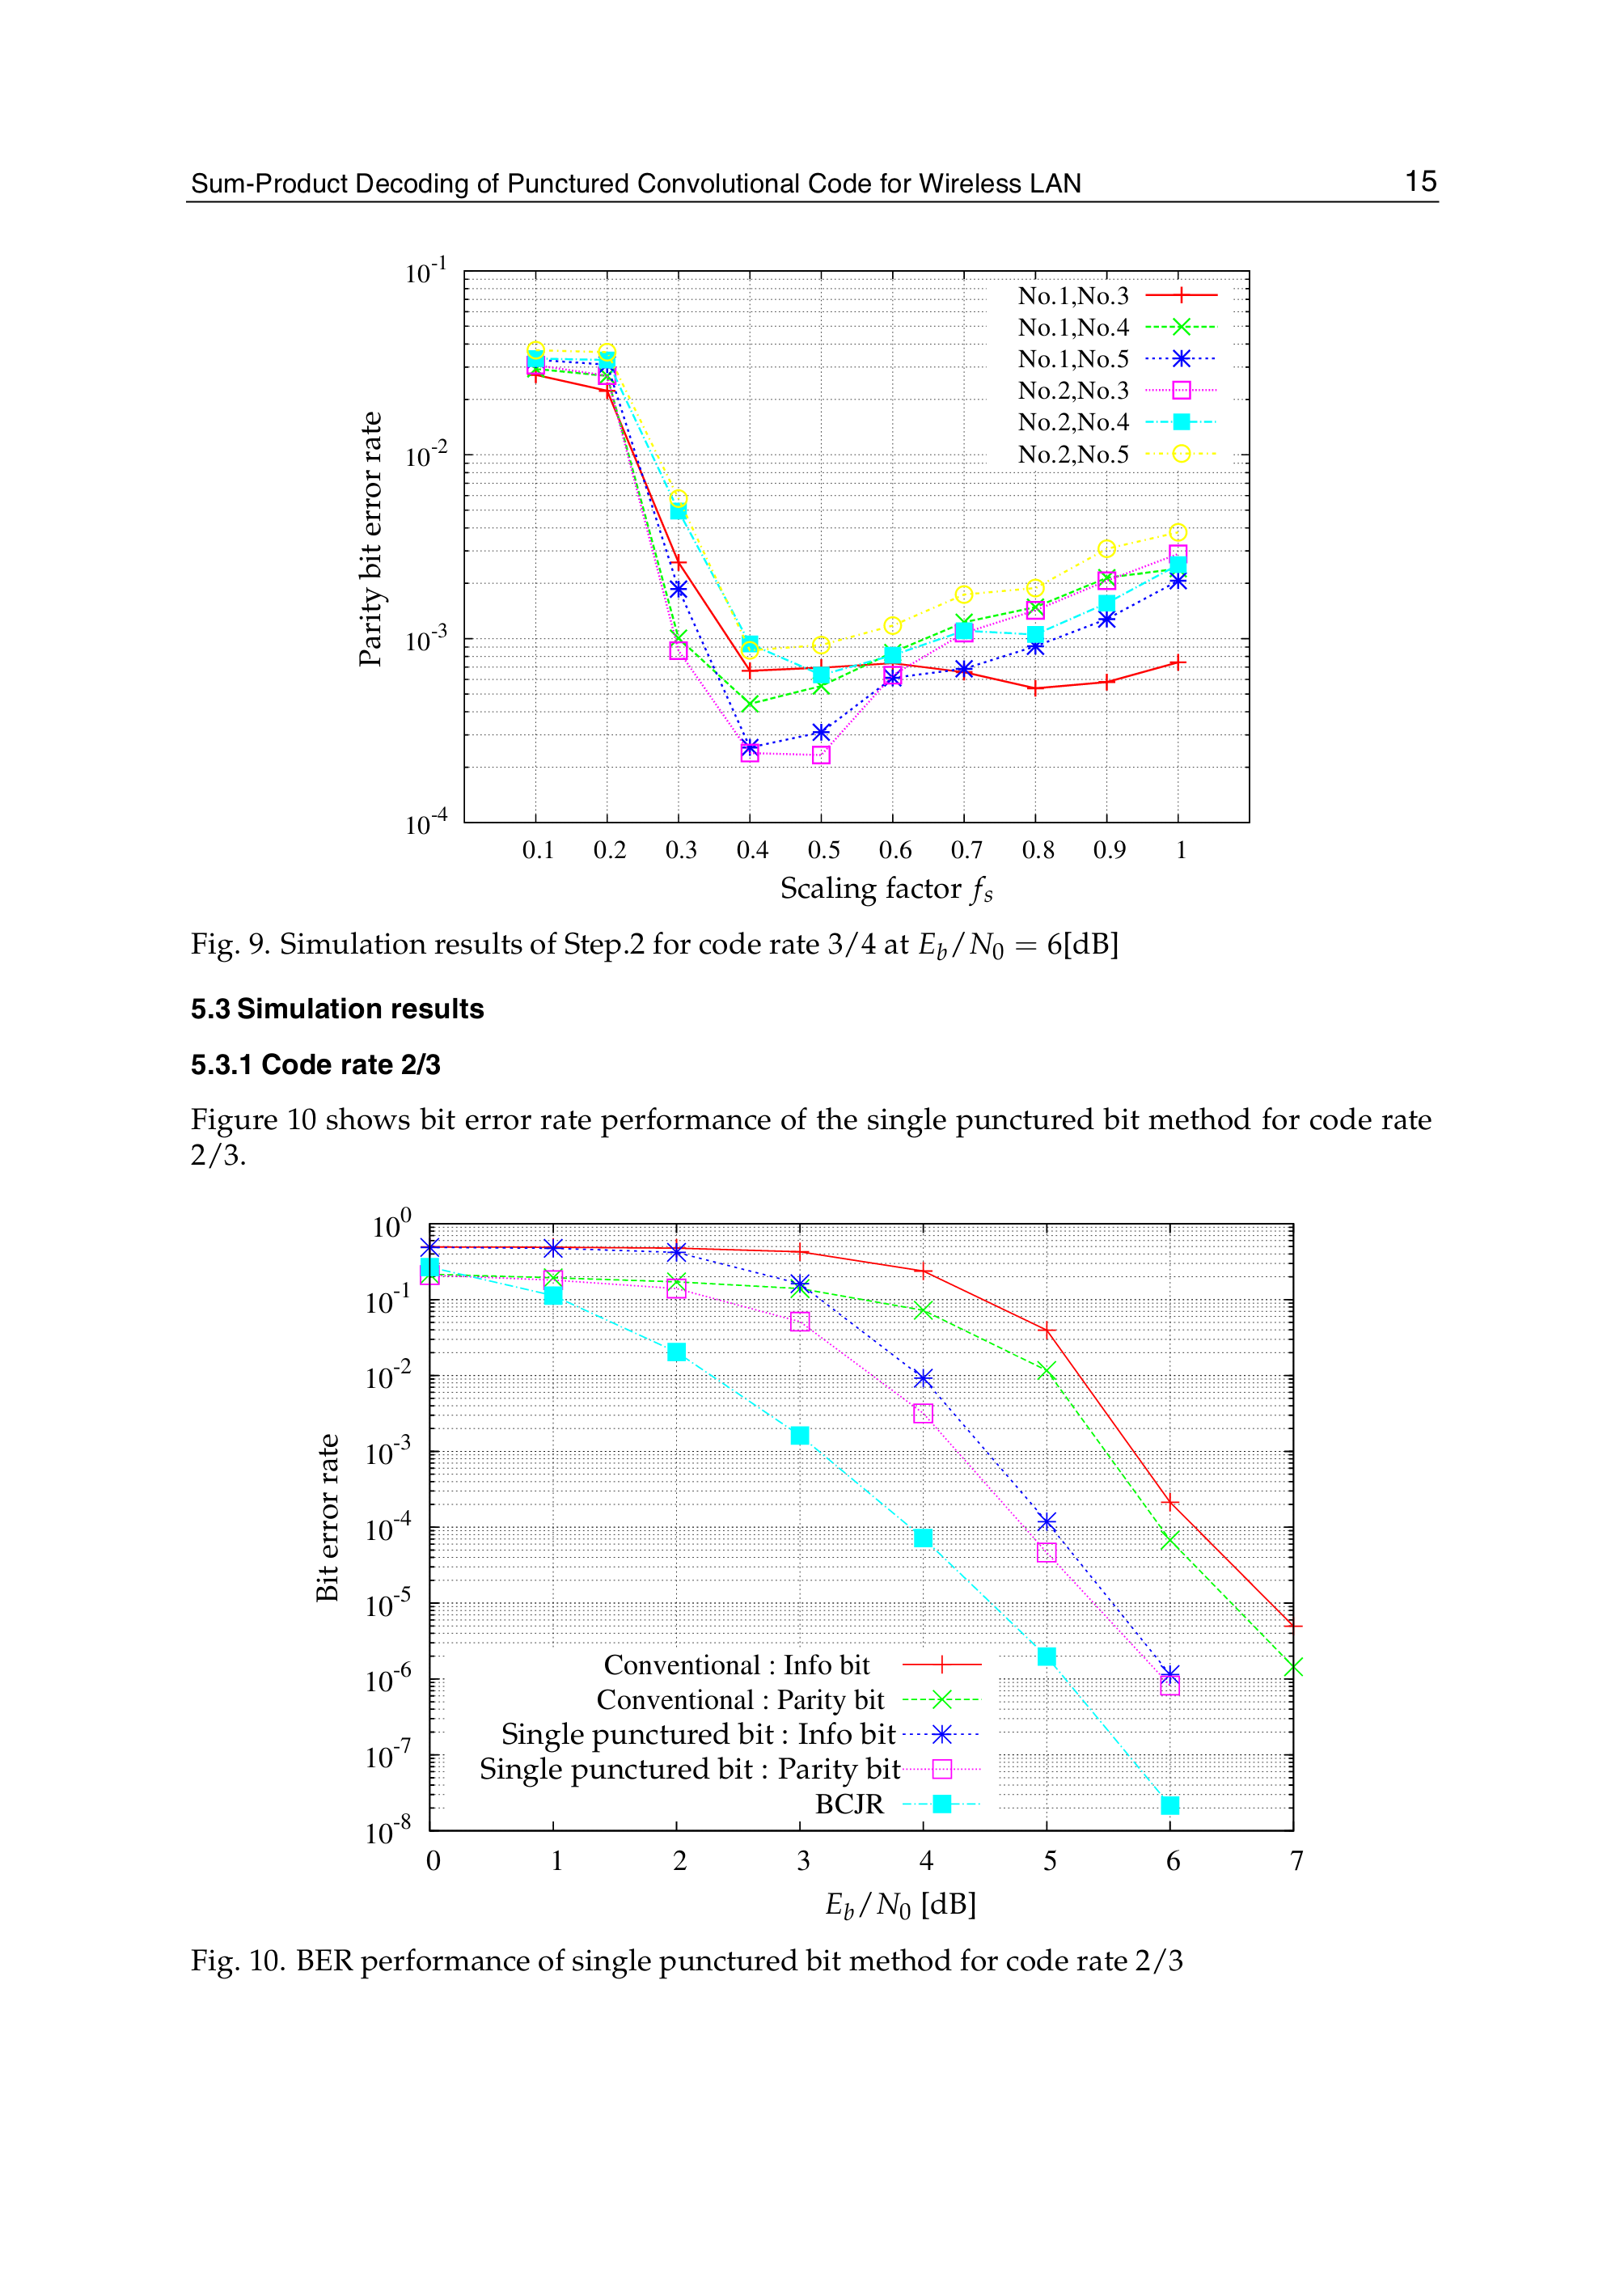 Sum-Product Decoding of Punctured Convolutional Code for Wireless LAN 15
10^-1
10^-2
10^-3
10^-4
Parity bit error rate
No.1,No.3
No.1,No.4
No.1,No.5
No.2,No.3
No.2,No.4
No.2,No.5
0.1 0.2 0.3 0.4 0.5 0.6 0.7 0.8 0.9 1
Scaling factor f_s
Fig. 9. Simulation results of Step.2 for code rate 3/4 at E_b/N_0 = 6[dB]
5.3 Simulation results
5.3.1 Code rate 2/3
Figure 10 shows bit error rate performance of the single punctured bit method for code rate
2/3.
10^0
10^-1
10^-2
10^-3
10^-4
10^-5
10^-6
10^-7
10^-8
Bit error rate
Conventional : Info bit
Conventional : Parity bit
Single punctured bit : Info bit
Single punctured bit : Parity bit
BCJR
0 1 2 3 4 5 6 7
E_b/N_0 [dB]
Fig. 10. BER performance of single punctured bit method for code rate 2/3